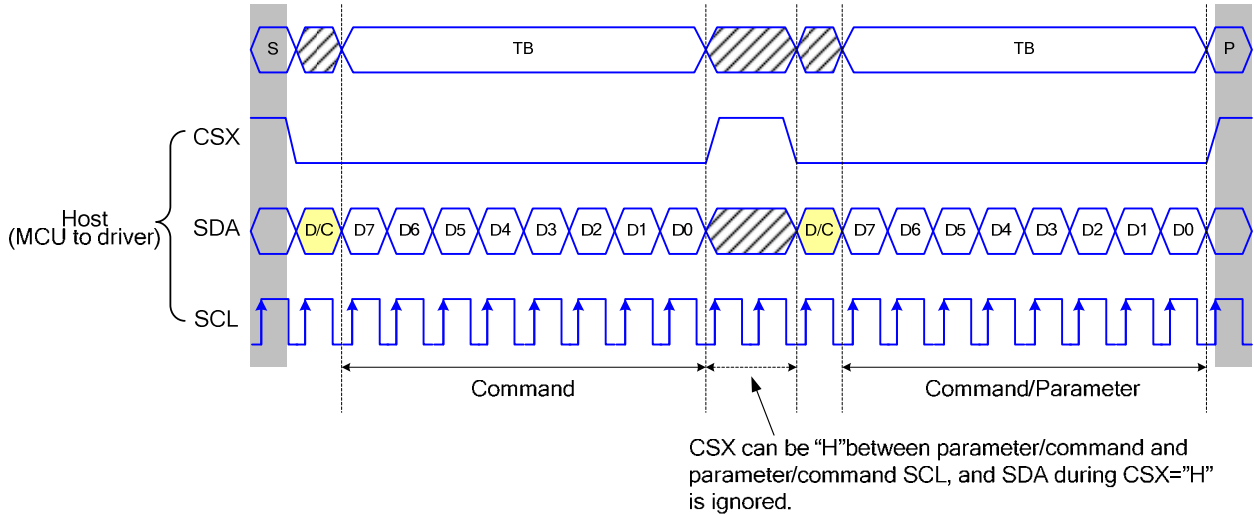 S TB TB P
CSX
Host
(MCU to driver)
SDA D/C D7 D6 D5 D4 D3 D2 D1 D0 D/C D7 D6 D5 D4 D3 D2 D1 D0
SCL
Command Command/Parameter
CSX can be “H”between parameter/command and
parameter/command SCL, and SDA during CSX=”H”
is ignored.